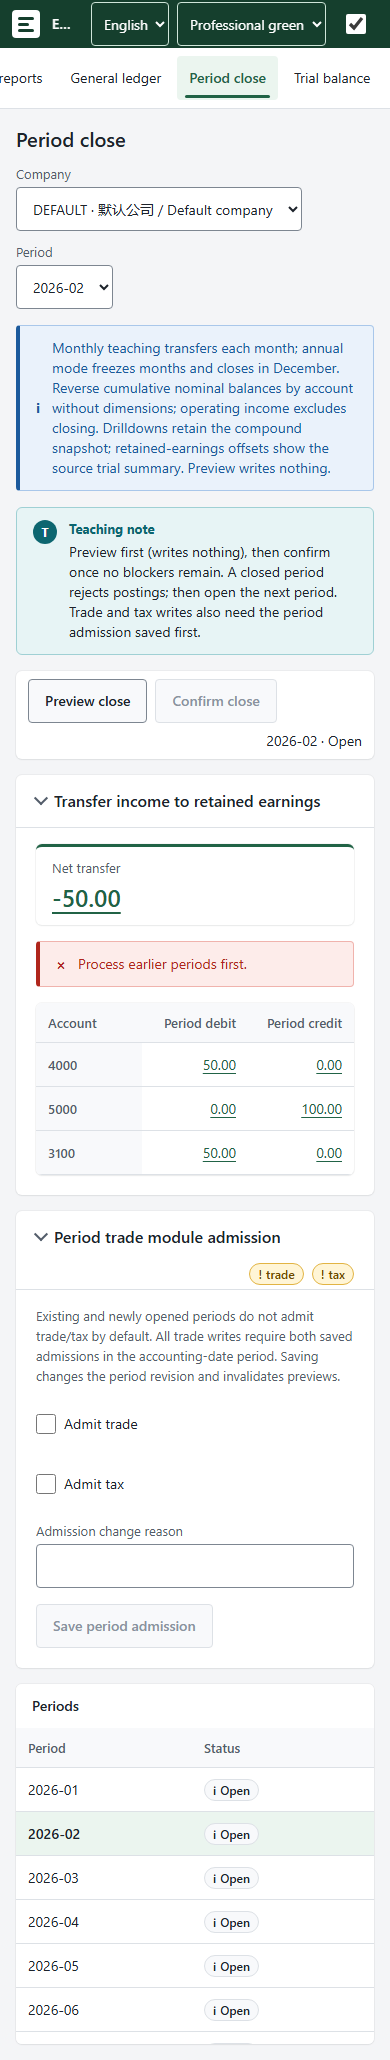 E... English Professional green
reports General ledger Period close Trial balance
Period close
Company
DEFAULT · 默认公司 / Default company
Period
2026-02
i
Monthly teaching transfers each month; annual
mode freezes months and closes in December.
Reverse cumulative nominal balances by account
without dimensions; operating income excludes
closing. Drilldowns retain the compound
snapshot; retained-earnings offsets show the
source trial summary. Preview writes nothing.
T Teaching note
Preview first (writes nothing), then confirm
once no blockers remain. A closed period
rejects postings; then open the next period.
Trade and tax writes also need the period
admission saved first.
Preview close Confirm close
2026-02 · Open
Transfer income to retained earnings
Net transfer
-50.00
× Process earlier periods first.
Account Period debit Period credit
4000 50.00 0.00
5000 0.00 100.00
3100 50.00 0.00
Period trade module admission
! trade ! tax
Existing and newly opened periods do not admit
trade/tax by default. All trade writes require both saved
admissions in the accounting-date period. Saving
changes the period revision and invalidates previews.
Admit trade
Admit tax
Admission change reason
Save period admission
Periods
Period Status
2026-01 i Open
2026-02 i Open
2026-03 i Open
2026-04 i Open
2026-05 i Open
2026-06 i Open